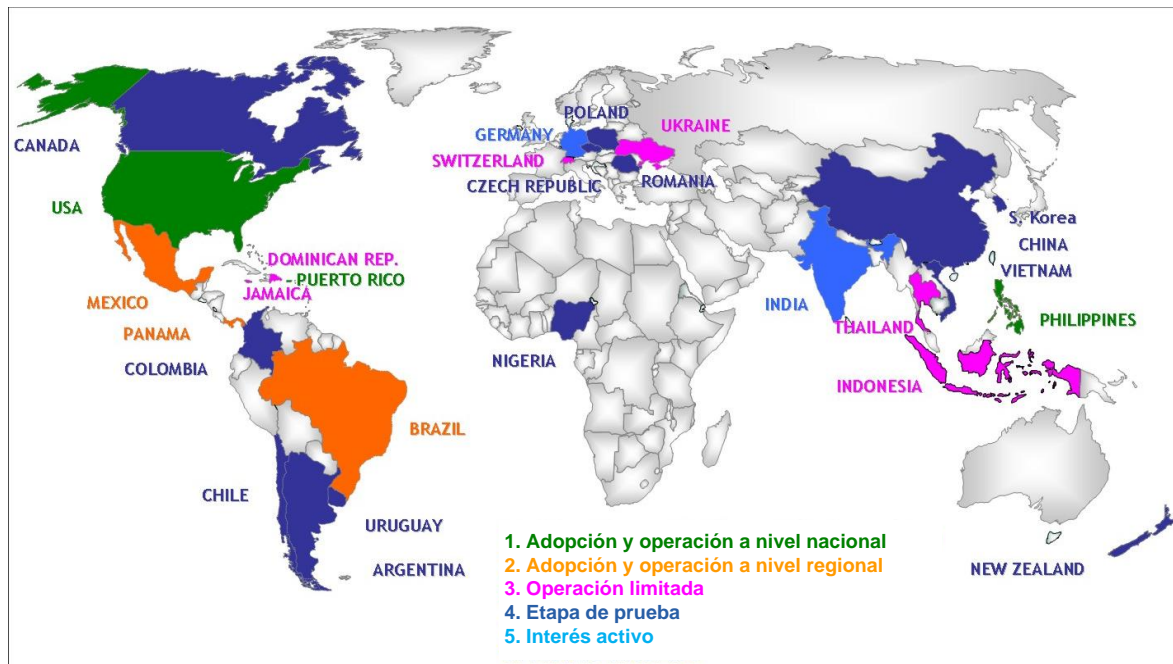 POLAND
GERMANY
UKRAINE
CANADA
SWITZERLAND
CZECH REPUBLIC
ROMANIA
USA
S. Korea
CHINA
DOMINICAN REP.
VIETNAM
PUERTO RICO
JAMAICA
MEXICO
INDIA
PHILIPPINES
PANAMA
THAILAND
COLOMBIA
NIGERIA
INDONESIA
BRAZIL
CHILE
URUGUAY
1. Adopción y operación a nivel nacional
2. Adopción y operación a nivel regional
ARGENTINA
NEW ZEALAND
3. Operación limitada
4. Etapa de prueba
5. Interés activo